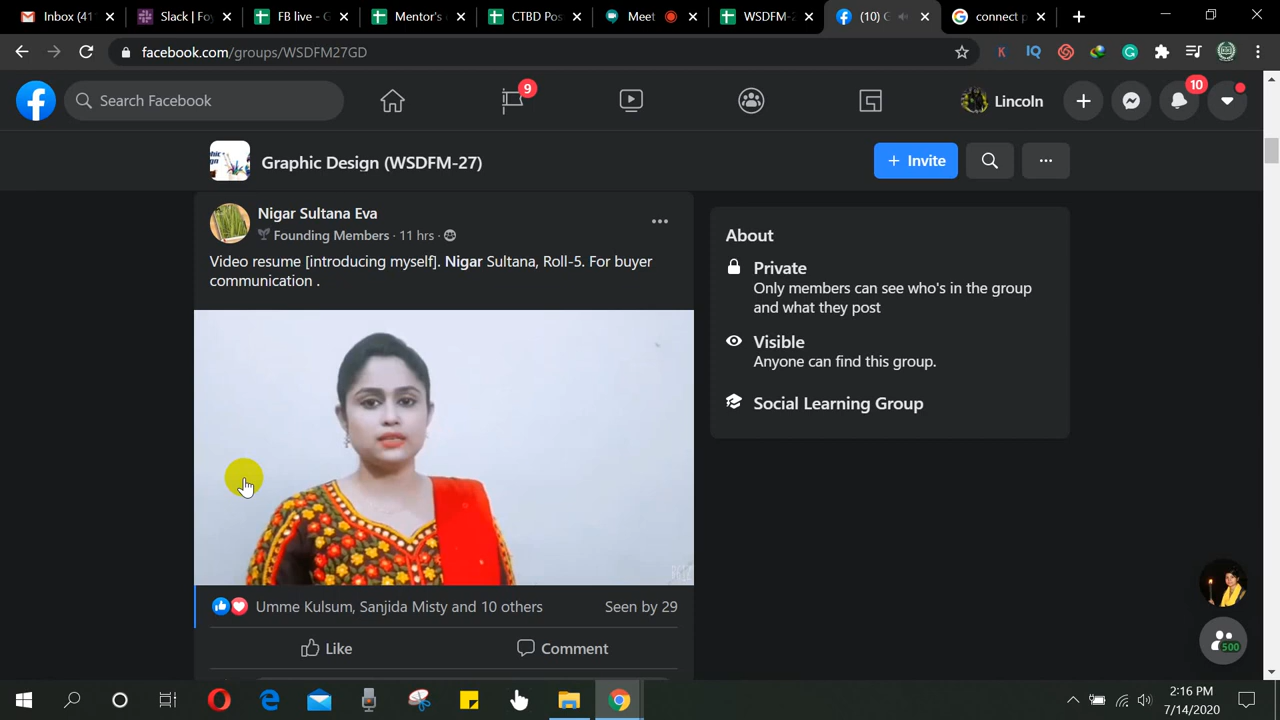 Inbox (41
Slack | Fo
FB live - G
Mentor's
CTBD Pos
Meet
WSDFM-2
(10) G
connect p
facebook.com/groups/WSDFM27GD
Search Facebook
9
Lincoln
10
Graphic Design (WSDFM-27)
+ Invite
Nigar Sultana Eva
Founding Members · 11 hrs ·
Video resume [introducing myself]. Nigar Sultana, Roll-5. For buyer
communication .
Umme Kulsum, Sanjida Misty and 10 others
Seen by 29
Like
Comment
About
Private
Only members can see who's in the group
and what they post
Visible
Anyone can find this group.
Social Learning Group
500
2:16 PM
7/14/2020